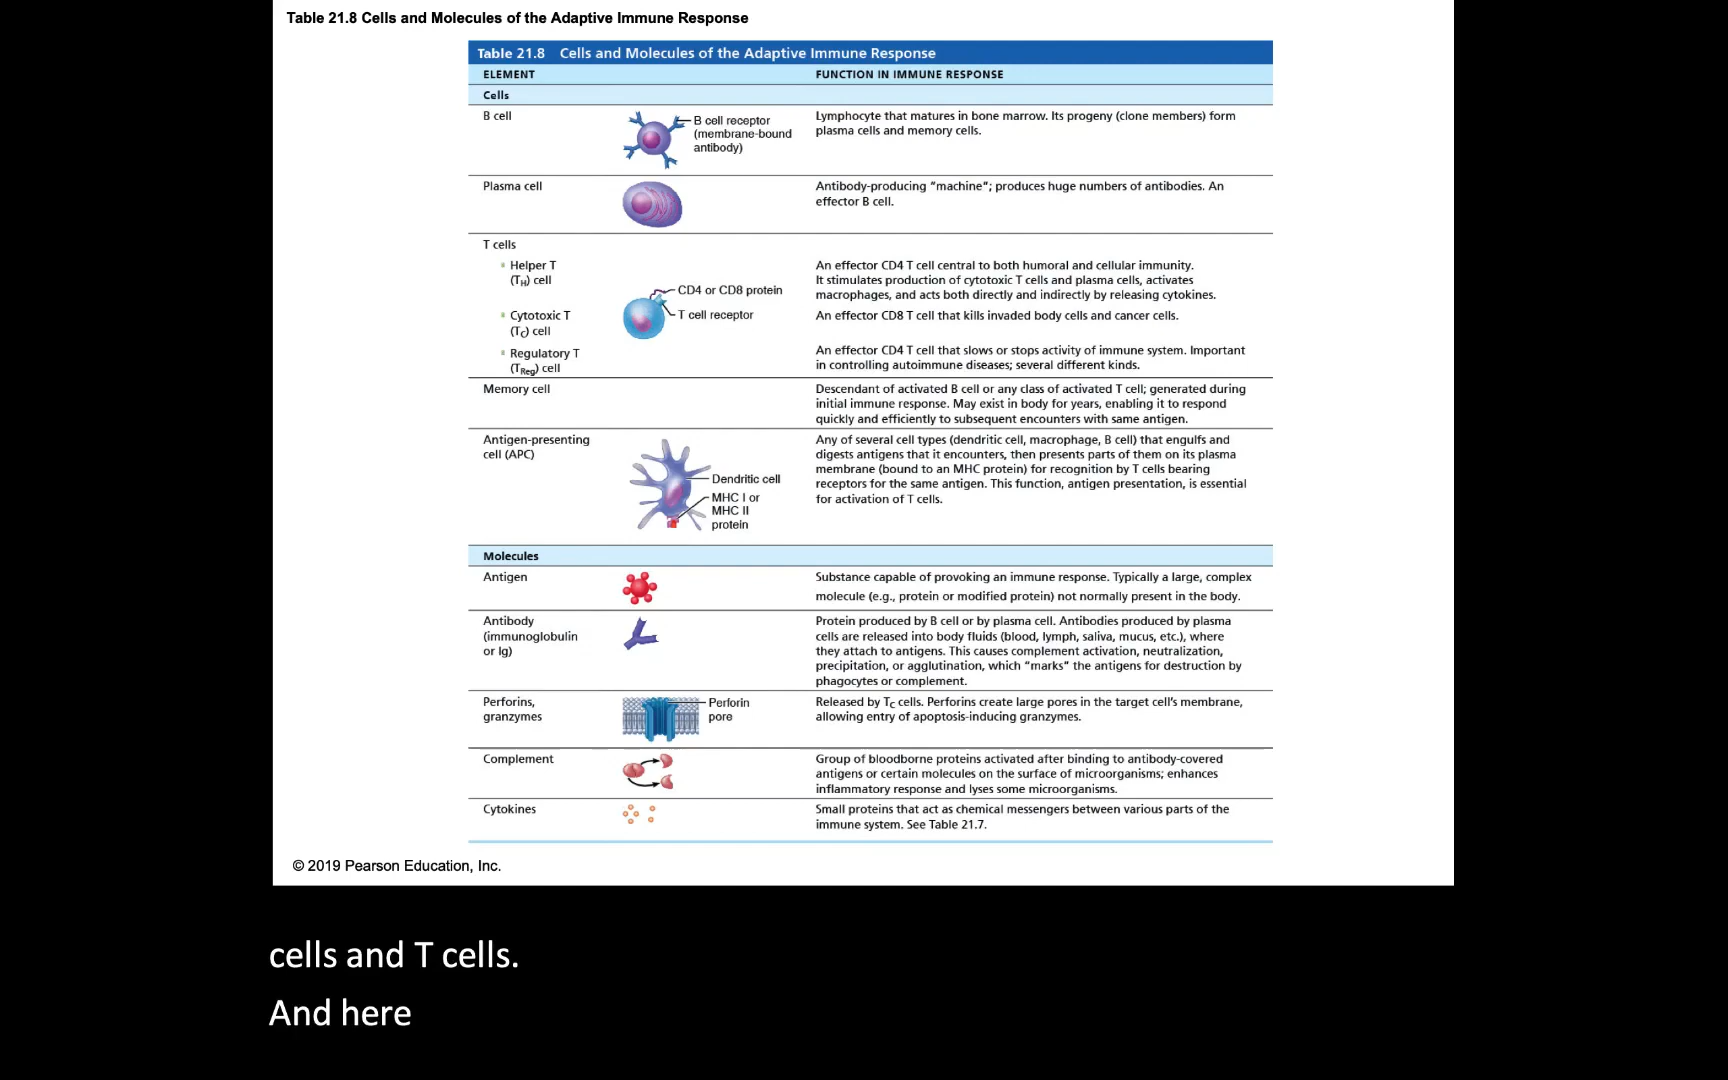 Table 21.8 Cells and Molecules of the Adaptive Immune Response
Table 21.8 Cells and Molecules of the Adaptive Immune Response
ELEMENT FUNCTION IN IMMUNE RESPONSE
Cells
B cell
B cell receptor
(membrane-bound
antibody)
Lymphocyte that matures in bone marrow. Its progeny (clone members) form
plasma cells and memory cells.
Plasma cell
Antibody-producing "machine"; produces huge numbers of antibodies. An
effector B cell.
T cells
Helper T
(TH) cell
An effector CD4 T cell central to both humoral and cellular immunity.
It stimulates production of cytotoxic T cells and plasma cells, activates
macrophages, and acts both directly and indirectly by releasing cytokines.
CD4 or CD8 protein
T cell receptor
Cytotoxic T
(TC) cell
An effector CD8 T cell that kills invaded body cells and cancer cells.
Regulatory T
(TReg) cell
An effector CD4 T cell that slows or stops activity of immune system. Important
in controlling autoimmune diseases; several different kinds.
Memory cell
Descendant of activated B cell or any class of activated T cell; generated during
initial immune response. May exist in body for years, enabling it to respond
quickly and efficiently to subsequent encounters with same antigen.
Antigen-presenting
cell (APC)
Dendritic cell
MHC I or
MHC II
protein
Any of several cell types (dendritic cell, macrophage, B cell) that engulfs and
digests antigens that it encounters, then presents parts of them on its plasma
membrane (bound to an MHC protein) for recognition by T cells bearing
receptors for the same antigen. This function, antigen presentation, is essential
for activation of T cells.
Molecules
Antigen
Substance capable of provoking an immune response. Typically a large, complex
molecule (e.g., protein or modified protein) not normally present in the body.
Antibody
(immunoglobulin
or Ig)
Protein produced by B cell or by plasma cell. Antibodies produced by plasma
cells are released into body fluids (blood, lymph, saliva, mucus, etc.), where
they attach to antigens. This causes complement activation, neutralization,
precipitation, or agglutination, which "marks" the antigens for destruction by
phagocytes or complement.
Perforins,
granzymes
Perforin
pore
Released by TC cells. Perforins create large pores in the target cell's membrane,
allowing entry of apoptosis-inducing granzymes.
Complement
Group of bloodborne proteins activated after binding to antibody-covered
antigens or certain molecules on the surface of microorganisms; enhances
inflammatory response and lyses some microorganisms.
Cytokines
Small proteins that act as chemical messengers between various parts of the
immune system. See Table 21.7.
© 2019 Pearson Education, Inc.
cells and T cells.
And here